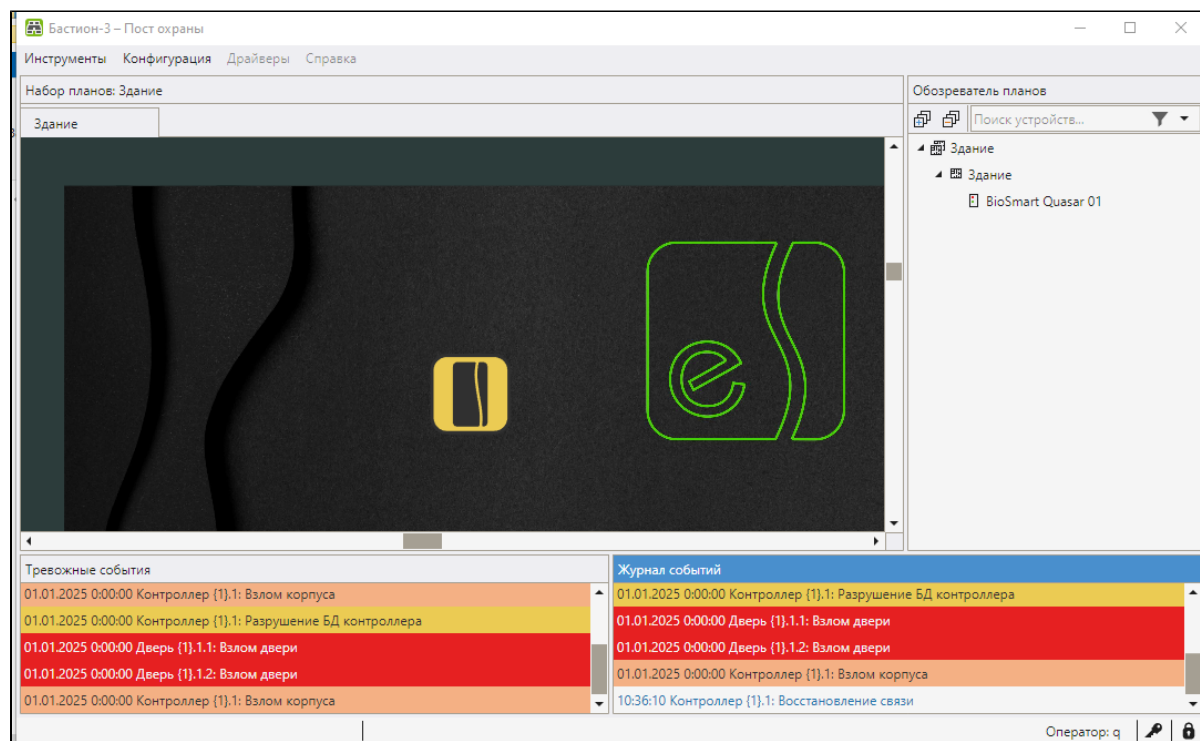 Бастион-3 – Пост охраны
Инструменты Конфигурация Драйверы Справка
Набор планов: Здание
Обозреватель планов
Здание
Поиск устройств...
Здание
Здание
BioSmart Quasar 01
e
Тревожные события
01.01.2025 0:00:00 Контроллер {1}.1: Взлом корпуса
01.01.2025 0:00:00 Контроллер {1}.1: Разрушение БД контроллера
01.01.2025 0:00:00 Дверь {1}.1.1: Взлом двери
01.01.2025 0:00:00 Дверь {1}.1.2: Взлом двери
01.01.2025 0:00:00 Контроллер {1}.1: Взлом корпуса
Журнал событий
01.01.2025 0:00:00 Контроллер {1}.1: Разрушение БД контроллера
01.01.2025 0:00:00 Дверь {1}.1.1: Взлом двери
01.01.2025 0:00:00 Дверь {1}.1.2: Взлом двери
01.01.2025 0:00:00 Контроллер {1}.1: Взлом корпуса
10:36:10 Контроллер {1}.1: Восстановление связи
Оператор: q